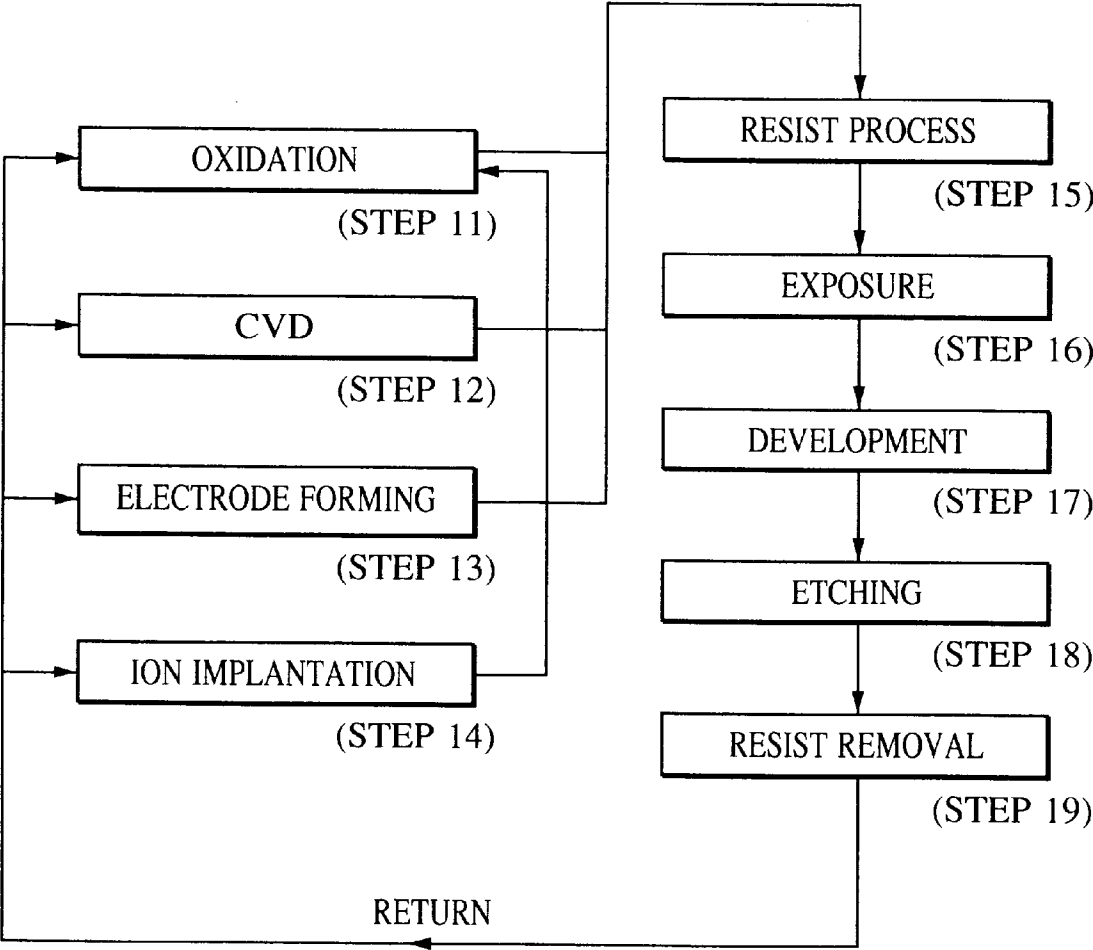 OXIDATION
(STEP 11)
CVD
(STEP 12)
ELECTRODE FORMING
(STEP 13)
ION IMPLANTATION
(STEP 14)
RESIST PROCESS
(STEP 15)
EXPOSURE
(STEP 16)
DEVELOPMENT
(STEP 17)
ETCHING
(STEP 18)
RESIST REMOVAL
(STEP 19)
RETURN